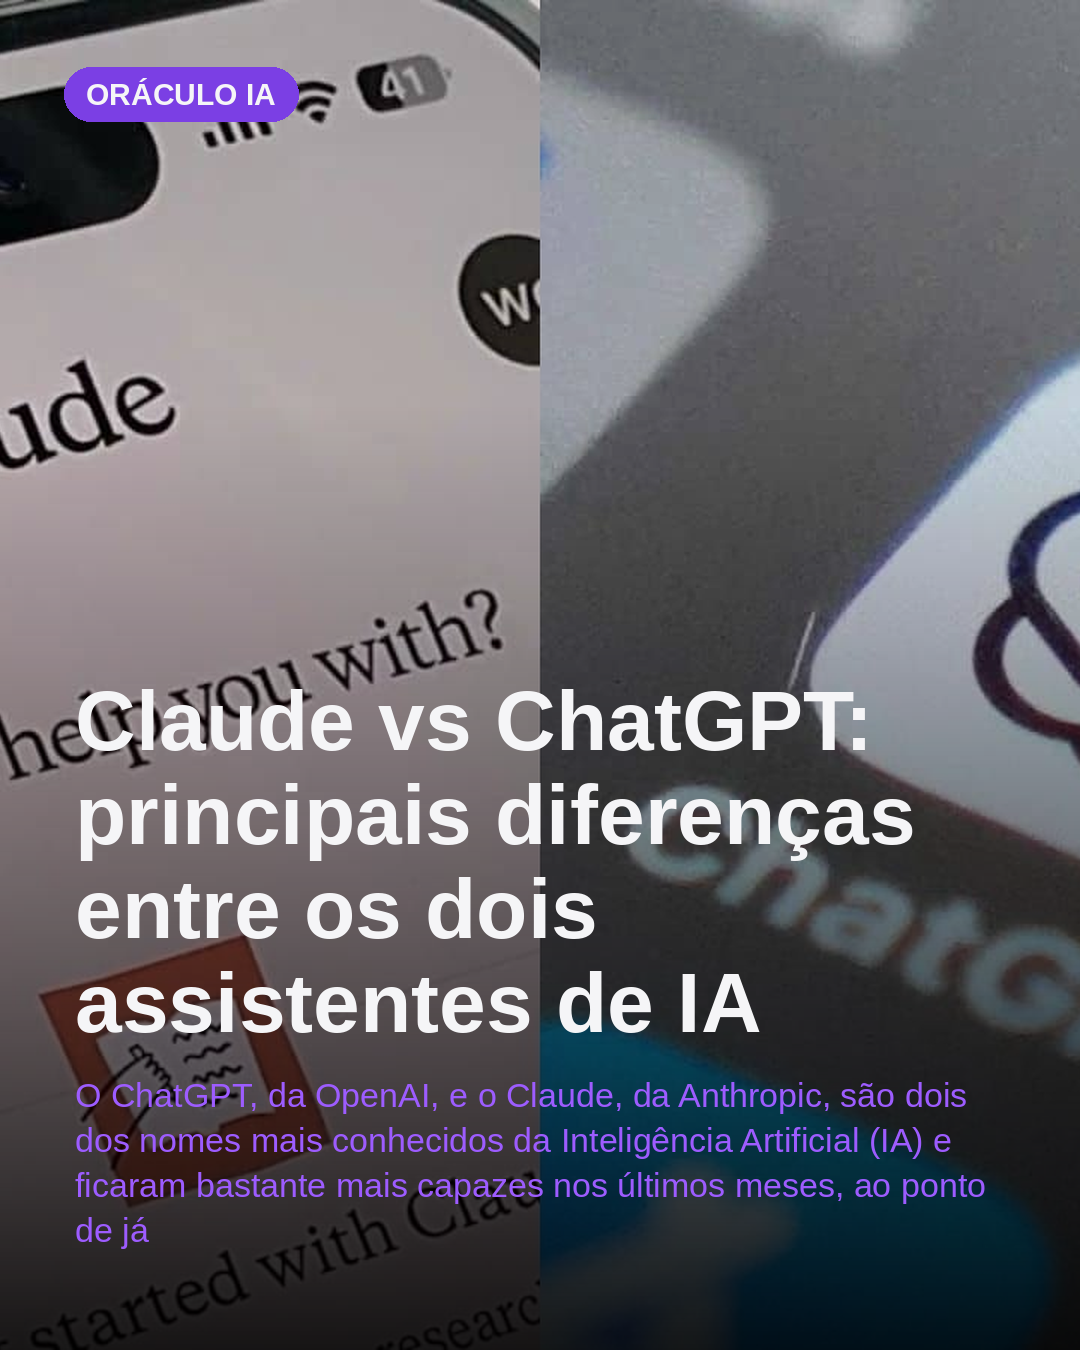 ORÁCULO IA
41
ude
help you with?
Claude vs ChatGPT:
principais diferenças
entre os dois
assistentes de IA
ChatG
O ChatGPT, da OpenAI, e o Claude, da Anthropic, são dois
dos nomes mais conhecidos da Inteligência Artificial (IA) e
ficaram bastante mais capazes nos últimos meses, ao ponto
de já
started with Clau
researc